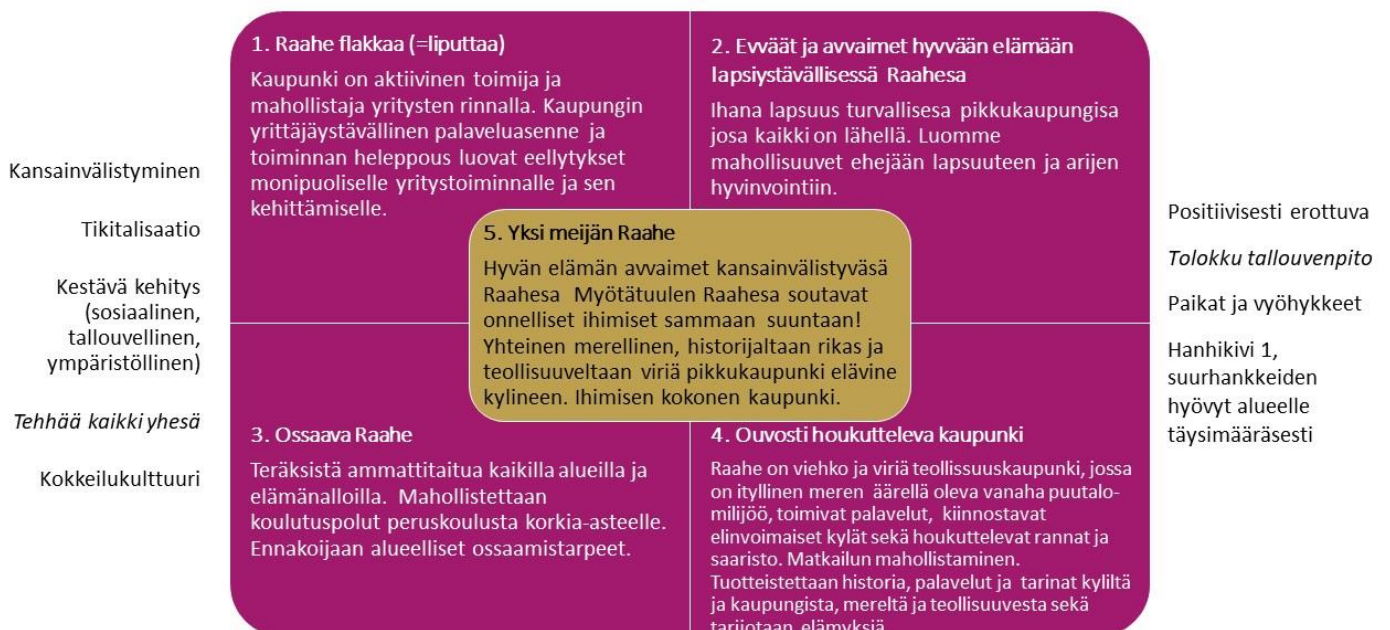 Kansainvälistyminen
Tikitalisaatio
Kestävä kehitys
(sosiaalinen,
tallouvellinen,
ympäristöllinen)
Tehhää kaikki yhesä
Kokkeilukulttuuri
1. Raahe flakkaa (=liputtaa)
Kaupunki on aktiivinen toimija ja
mahollistaja yritysten rinnalla. Kaupungin
yrittäjäystävällinen palaveluasenne ja
toiminnan heleppous luovat eellytykset
monipuoliselle yritystoiminnalle ja sen
kehittämiselle.
2. Evväät ja avvaimet hyvvään elämään
lapsiystävällisessä Raahesa
Ihana lapsuus turvallisesa pikkukaupungisa
josa kaikki on lähellä. Luomme
mahollisuuvet ehejään lapsuuteen ja arijen
hyvinvointiin.
5. Yksi meijän Raahe
Hyvän elämän avvaimet kansainvälistyväsä
Raahesa Myötätuulen Raahesa soutavat
onnelliset ihimiset sammaan suuntaan!
Yhteinen merellinen, historijaltaan rikas ja
teollisuuveltaan viriä pikkukaupunki elävine
kylineen. Ihimisen kokonen kaupunki.
3. Ossaava Raahe
Teräksistä ammattitaitua kaikilla alueilla ja
elämänalloilla. Mahollistettaan
koulutuspolut peruskoulusta korkia-asteelle.
Ennakoijaan alueelliset ossaamistarpeet.
4. Ouvosti houkutteleva kaupunki
Raahe on viehko ja viriä teollissuuskaupunki, jossa
on ityllinen meren äärellä oleva vanaha puutalo-
milijöö, toimivat palavelut, kiinnostavat
elinvoimaiset kylät sekä houkuttelevat rannat ja
saaristo. Matkailun mahollistaminen.
Tuotteistettaan historia, palavelut ja tarinat kyliltä
ja kaupungista, mereltä ja teollisuuvesta sekä
tarijotaan elämyksiä
Positiivisesti erottuva
Tolokku tallouvenpito
Paikat ja vyöhykkeet
Hanhikivi 1,
suurhankkeiden
hyövyt alueelle
täysimääräsesti